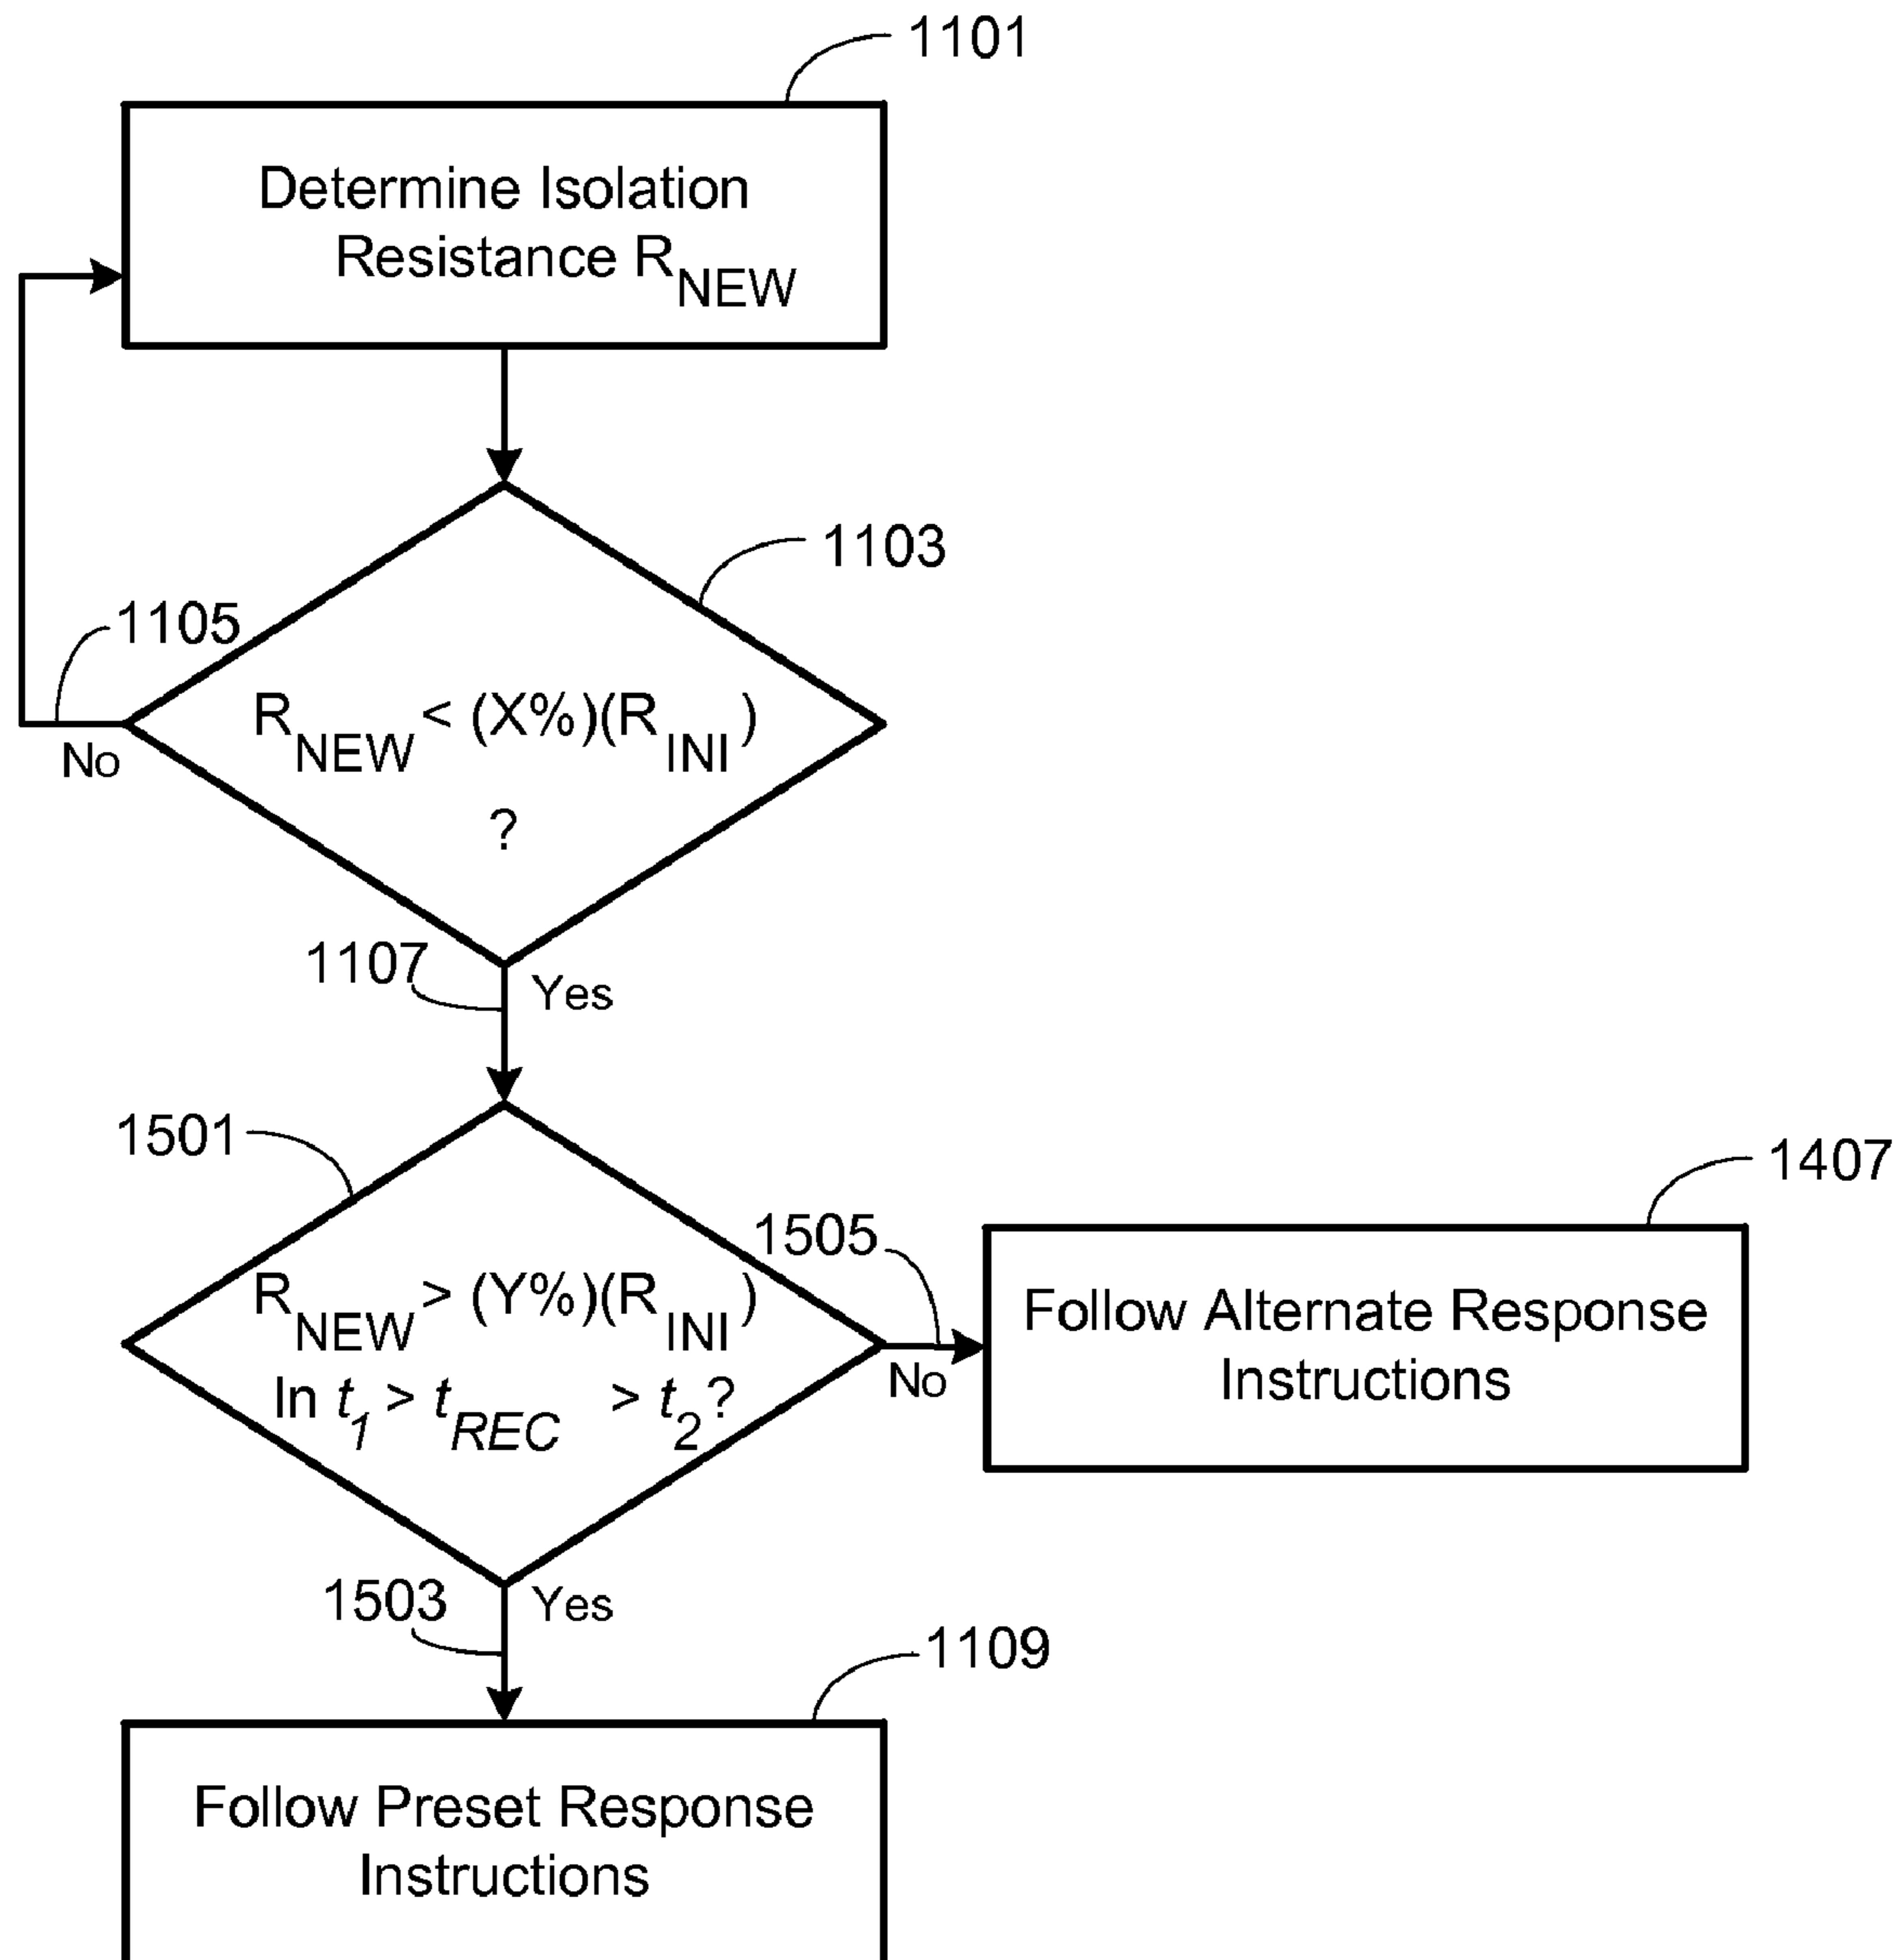 1101
Determine Isolation
Resistance R_NEW
1103
1105
R_NEW < (X%)(R_INI)
No
?
1107
Yes
1501
1407
1505
R_NEW > (Y%)(R_INI)
In t_1 > t_REC > t_2?
No
Follow Alternate Response
Instructions
1503
Yes
1109
Follow Preset Response
Instructions